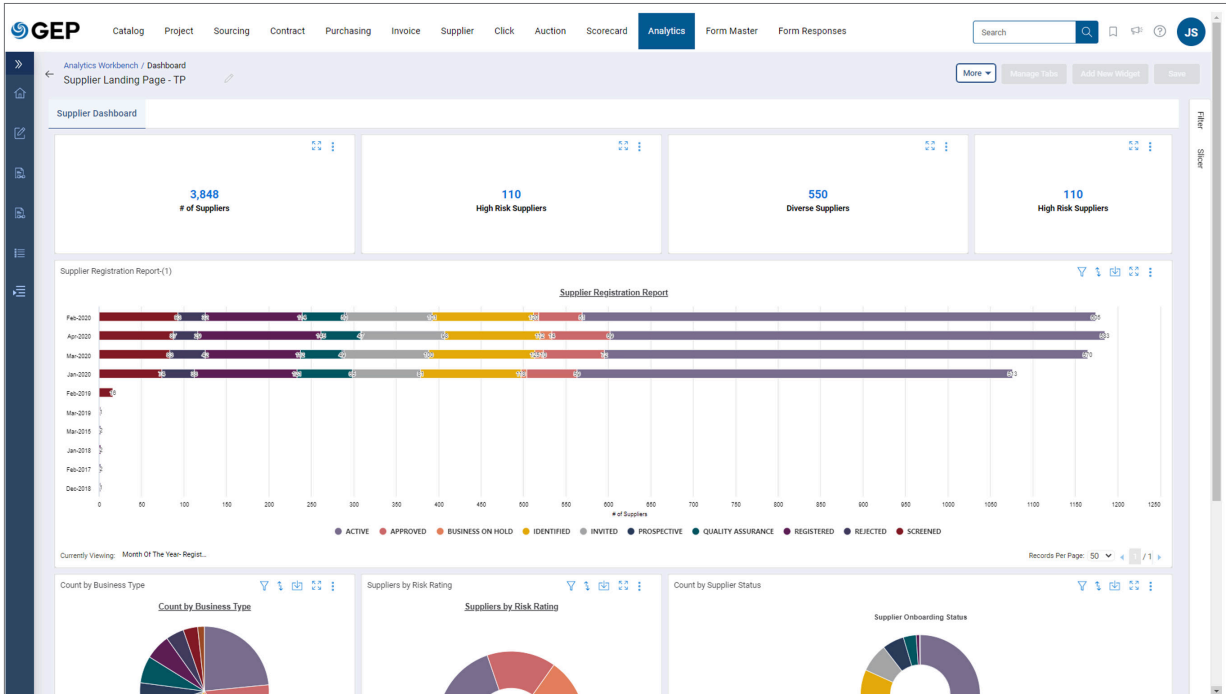 GEP
Catalog Project Sourcing Contract Purchasing Invoice Supplier Click Auction Scorecard Analytics Form Master Form Responses
Search
JS
Analytics Workbench / Dashboard
Supplier Landing Page - TP
More
Manage Tabs
Add New Widget
Save
Filter
Slicer
Supplier Dashboard
3,848
# of Suppliers
110
High Risk Suppliers
550
Diverse Suppliers
110
High Risk Suppliers
Supplier Registration Report-(1)
Supplier Registration Report
Feb-2020
Apr-2020
Mar-2020
Jan-2020
Feb-2019
Mar-2019
Jan-2018
Feb-2017
Dec-2018
0 50 100 150 200 250 300 350 400 450 500 550 600 650 700 750 800 850 900 950 1000 1050 1100 1150 1200 1250
# of Suppliers
ACTIVE APPROVED BUSINESS ON HOLD IDENTIFIED INVITED PROSPECTIVE QUALITY ASSURANCE REGISTERED REJECTED SCREENED
Currently Viewing: Month Of The Year- Regist...
Records Per Page: 50 1 / 1
Count by Business Type
Count by Business Type
Suppliers by Risk Rating
Suppliers by Risk Rating
Count by Supplier Status
Supplier Onboarding Status